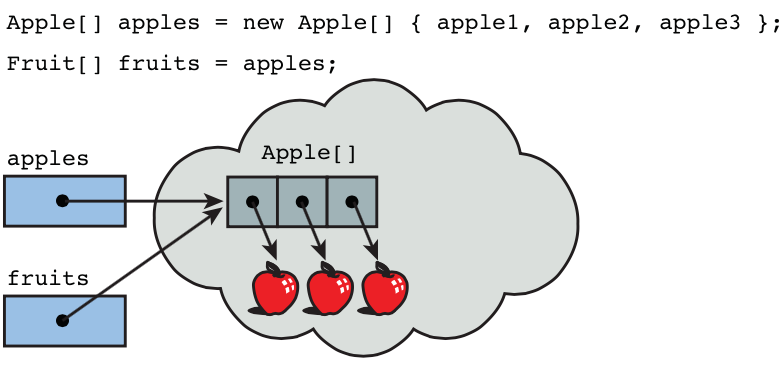 Apple[] apples = new Apple[] { apple1, apple2, apple3 };
Fruit[] fruits = apples;
Apple[]
apples
fruits